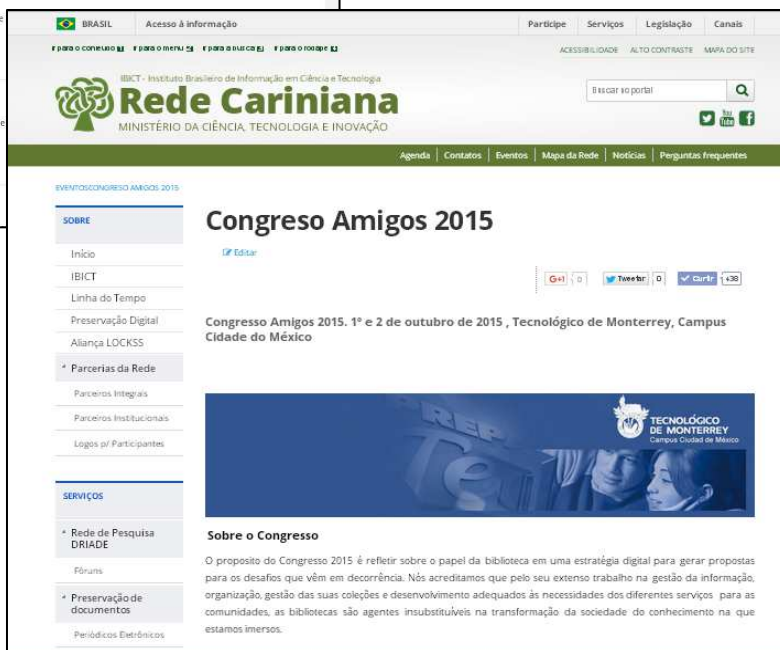 BRASIL Acesso à informação Participe Serviços Legislação Canais
ACESSIBILIDADE ALTO CONTRASTE MAPA DO SITE
IBICT - Instituto Brasileiro de Informação em Ciência e Tecnologia
Rede Cariniana
MINISTÉRIO DA CIÊNCIA, TECNOLOGIA E INOVAÇÃO
Buscar no portal
Agenda Contatos Eventos Mapa da Rede Notícias Perguntas frequentes
EVENTOSCONGRESO AMIGOS 2015
SOBRE
Início
IBICT
Linha do Tempo
Preservação Digital
Aliança LOCKSS
Parcerias da Rede
Parceiros Integrais
Parceiros Institucionais
Logos p/ Participantes
SERVIÇOS
Rede de Pesquisa
DRIADE
Fóruns
Preservação de
documentos
Periódicos Eletrônicos
Congreso Amigos 2015
Editar
G+1 0 Tweetar 0 Curtir +38
Congresso Amigos 2015. 1º e 2 de outubro de 2015 , Tecnológico de Monterrey, Campus
Cidade do México
PREP
Te
TECNOLÓGICO
DE MONTERREY
Campus Ciudad de México
Sobre o Congresso
O proposito do Congresso 2015 é refletir sobre o papel da biblioteca em uma estratégia digital para gerar propostas
para os desafios que vêm em decorrência. Nós acreditamos que pelo seu extenso trabalho na gestão da informação,
organização, gestão das suas coleções e desenvolvimento adequados às necessidades dos diferentes serviços para as
comunidades, as bibliotecas são agentes insubstituíveis na transformação da sociedade do conhecimento na que
estamos imersos.